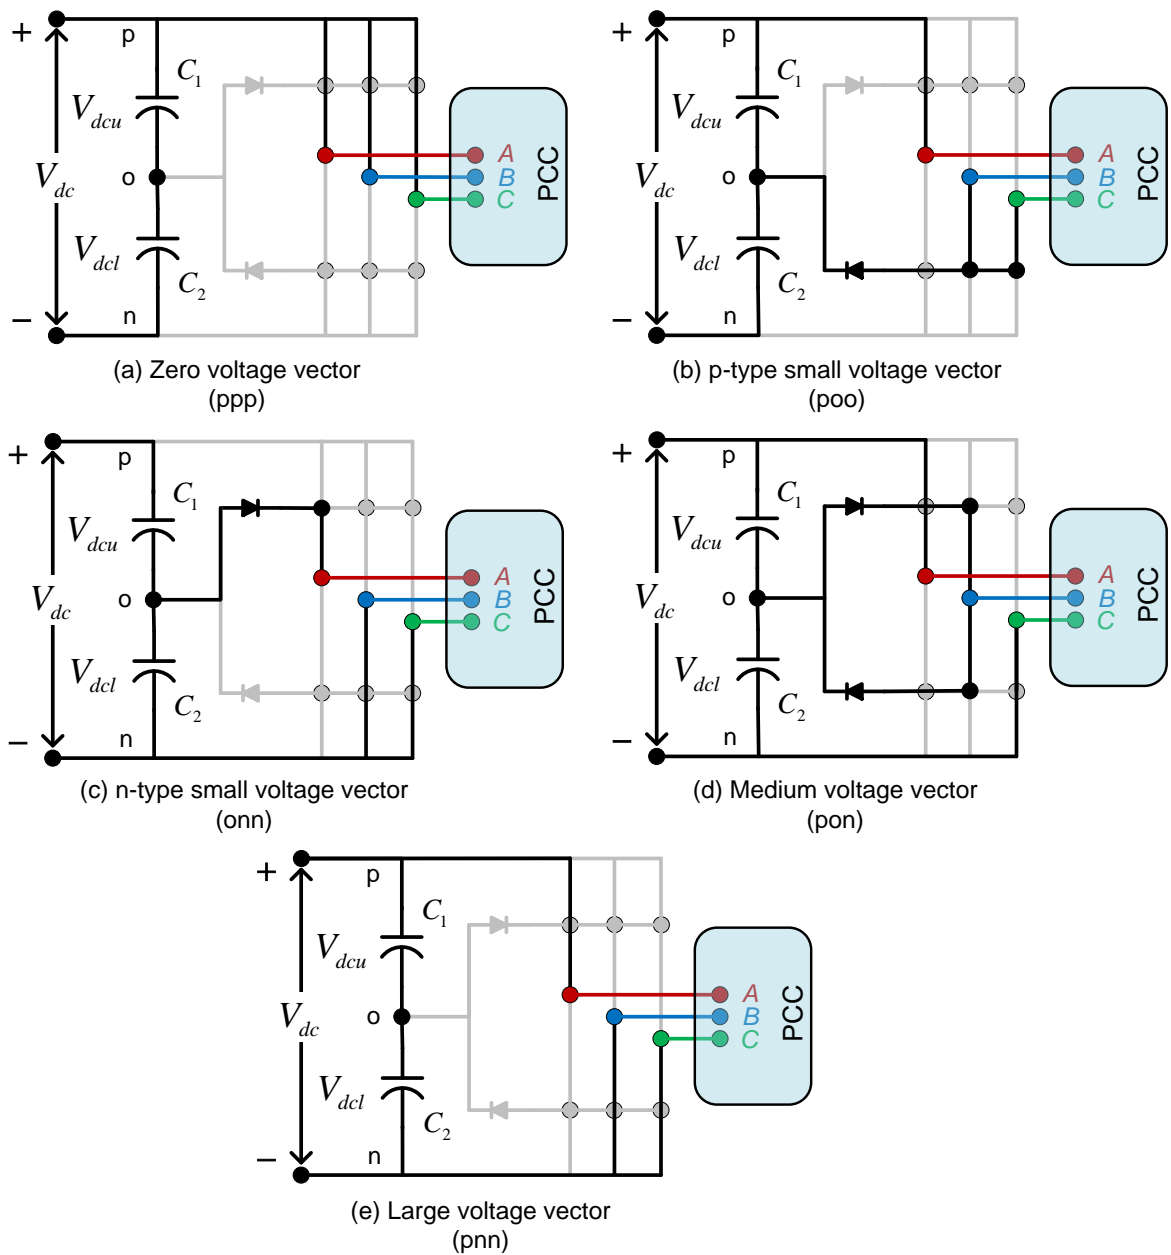 +
p
C1
Vdcu
Vdc
o
Vdcl
C2
n
−
A
B
C
PCC
(a) Zero voltage vector
(ppp)
+
p
C1
Vdcu
Vdc
o
Vdcl
C2
n
−
A
B
C
PCC
(b) p-type small voltage vector
(poo)
+
p
C1
Vdcu
Vdc
o
Vdcl
C2
n
−
A
B
C
PCC
(c) n-type small voltage vector
(onn)
+
p
C1
Vdcu
Vdc
o
Vdcl
C2
n
−
A
B
C
PCC
(d) Medium voltage vector
(pon)
+
p
C1
Vdcu
Vdc
o
Vdcl
C2
n
−
A
B
C
PCC
(e) Large voltage vector
(pnn)